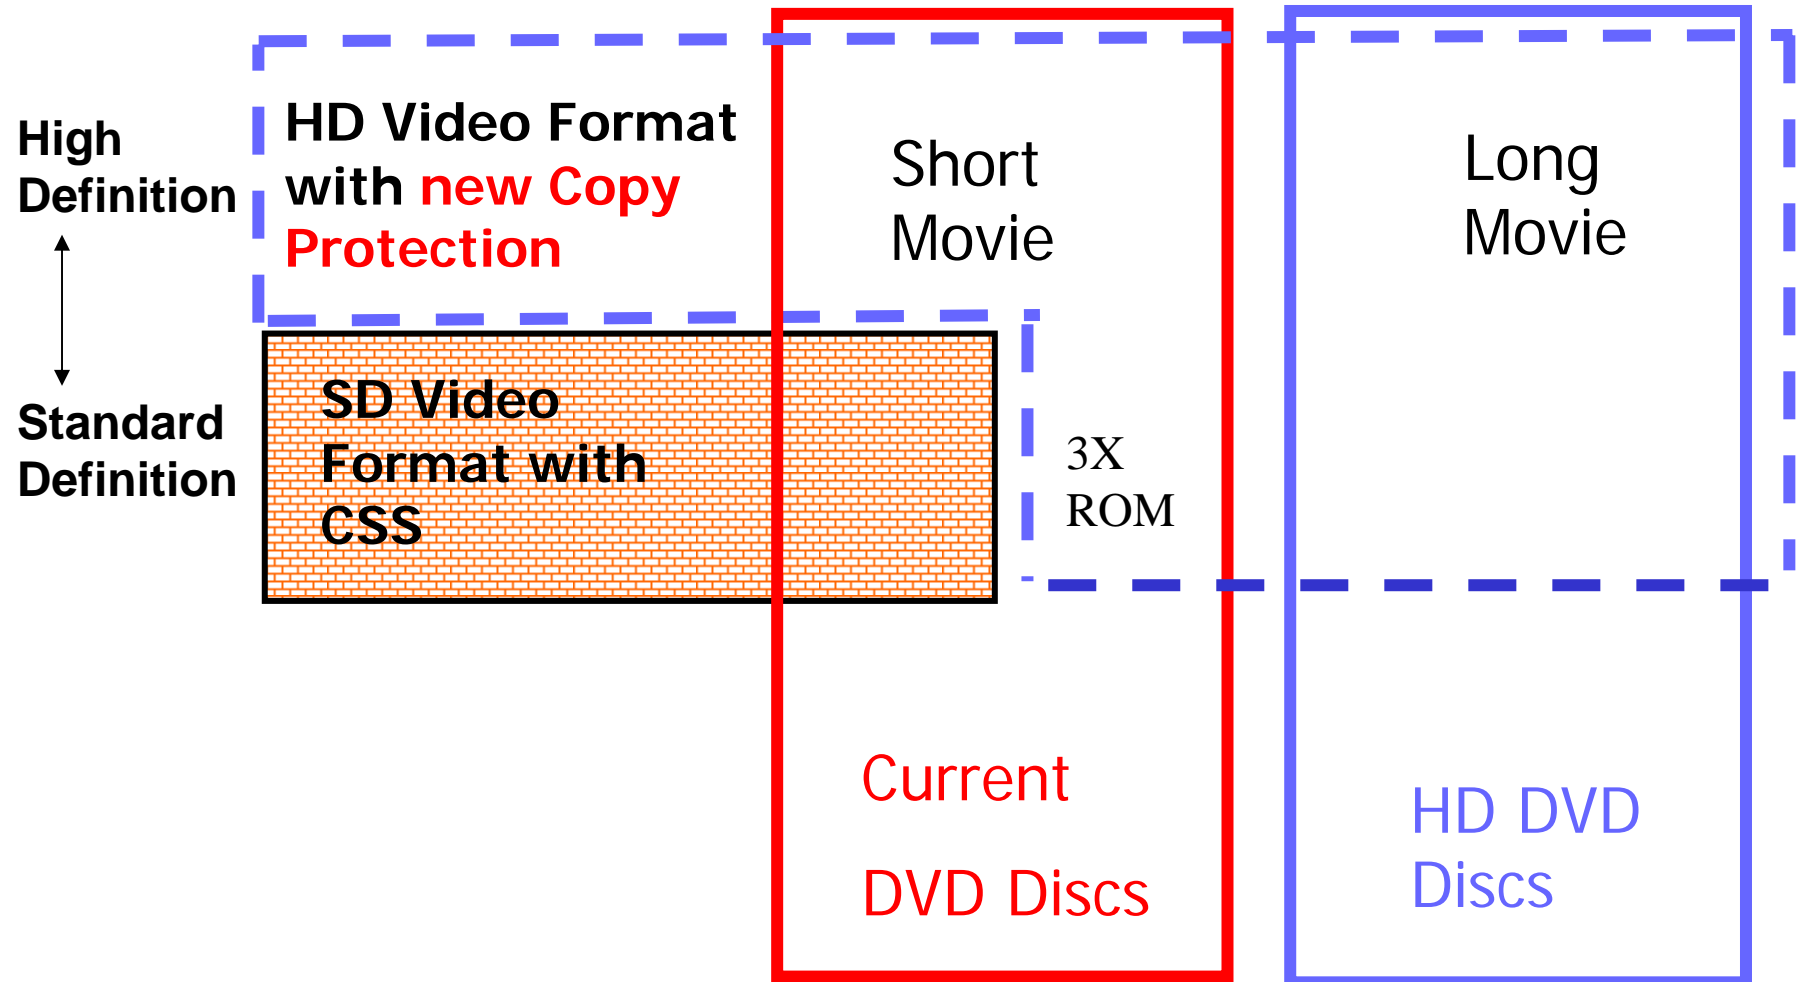 High
Definition
Standard
Definition
HD Video Format
with new Copy
Protection
SD Video
Format with
CSS
Short
Movie
3X
ROM
Current
DVD Discs
Long
Movie
HD DVD
Discs